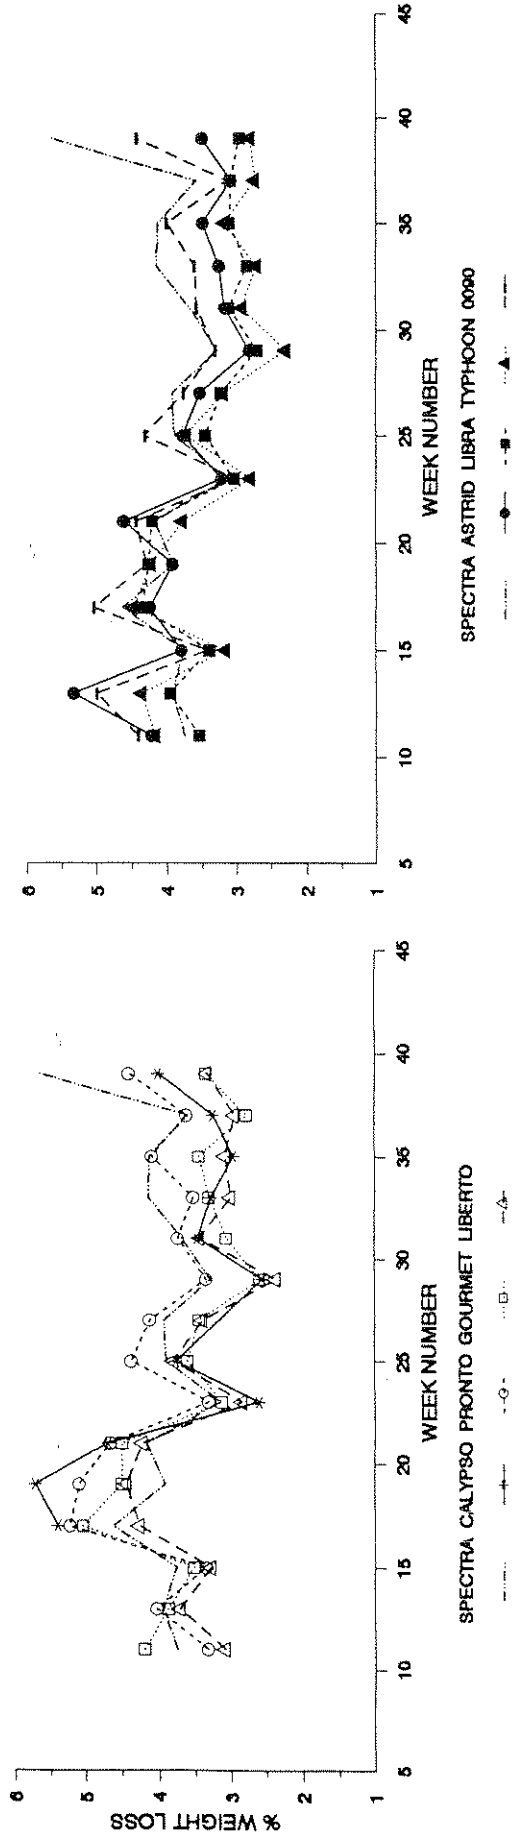 % WEIGHT LOSS
6
5
4
3
2
1
5 10 15 20 25 30 35 40 45
WEEK NUMBER
SPECTRA CALYPSO PRONTO GOURMET LIBERTO
6
5
4
3
2
1
5 10 15 20 25 30 35 40 45
WEEK NUMBER
SPECTRA ASTRID LIBRA TYPHOON 0090